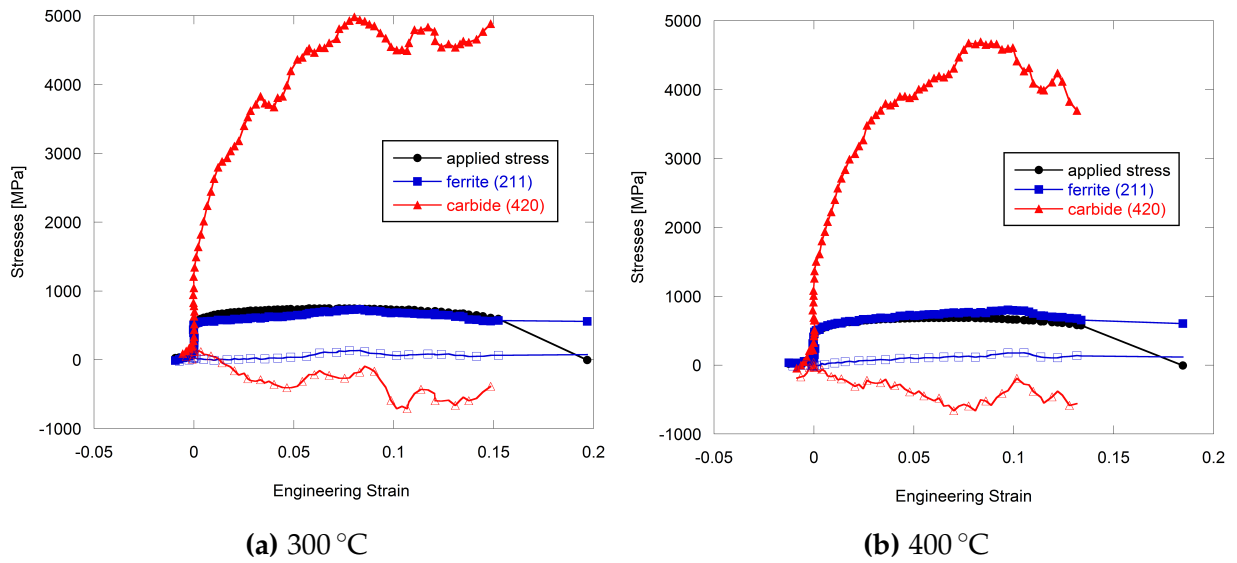 5000
4000
3000
2000
1000
0
-1000
Stresses [MPa]
applied stress
ferrite (211)
carbide (420)
-0.05
0
0.05
0.1
0.15
0.2
Engineering Strain
(a) 300 °C
5000
4000
3000
2000
1000
0
-1000
Stresses [MPa]
applied stress
ferrite (211)
carbide (420)
-0.05
0
0.05
0.1
0.15
0.2
Engineering Strain
(b) 400 °C